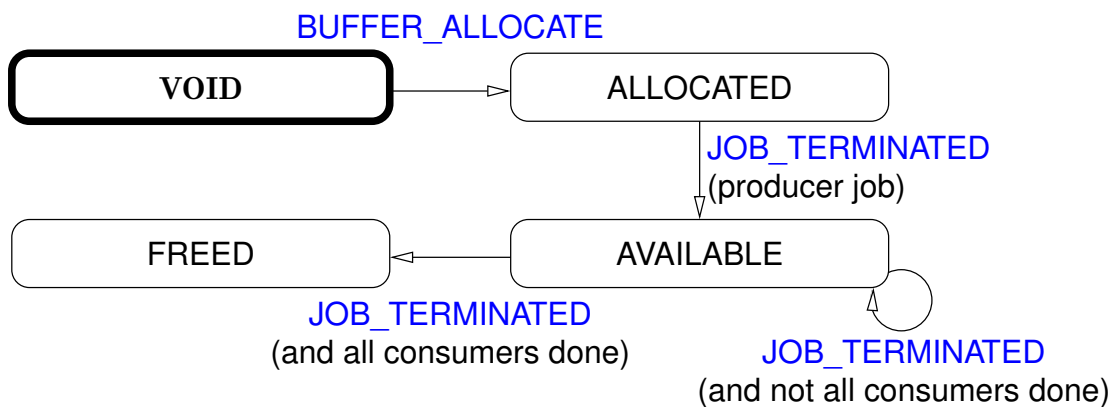 BUFFER_ALLOCATE
VOID
ALLOCATED
JOB_TERMINATED
(producer job)
FREED
AVAILABLE
JOB_TERMINATED
(and all consumers done)
JOB_TERMINATED
(and not all consumers done)